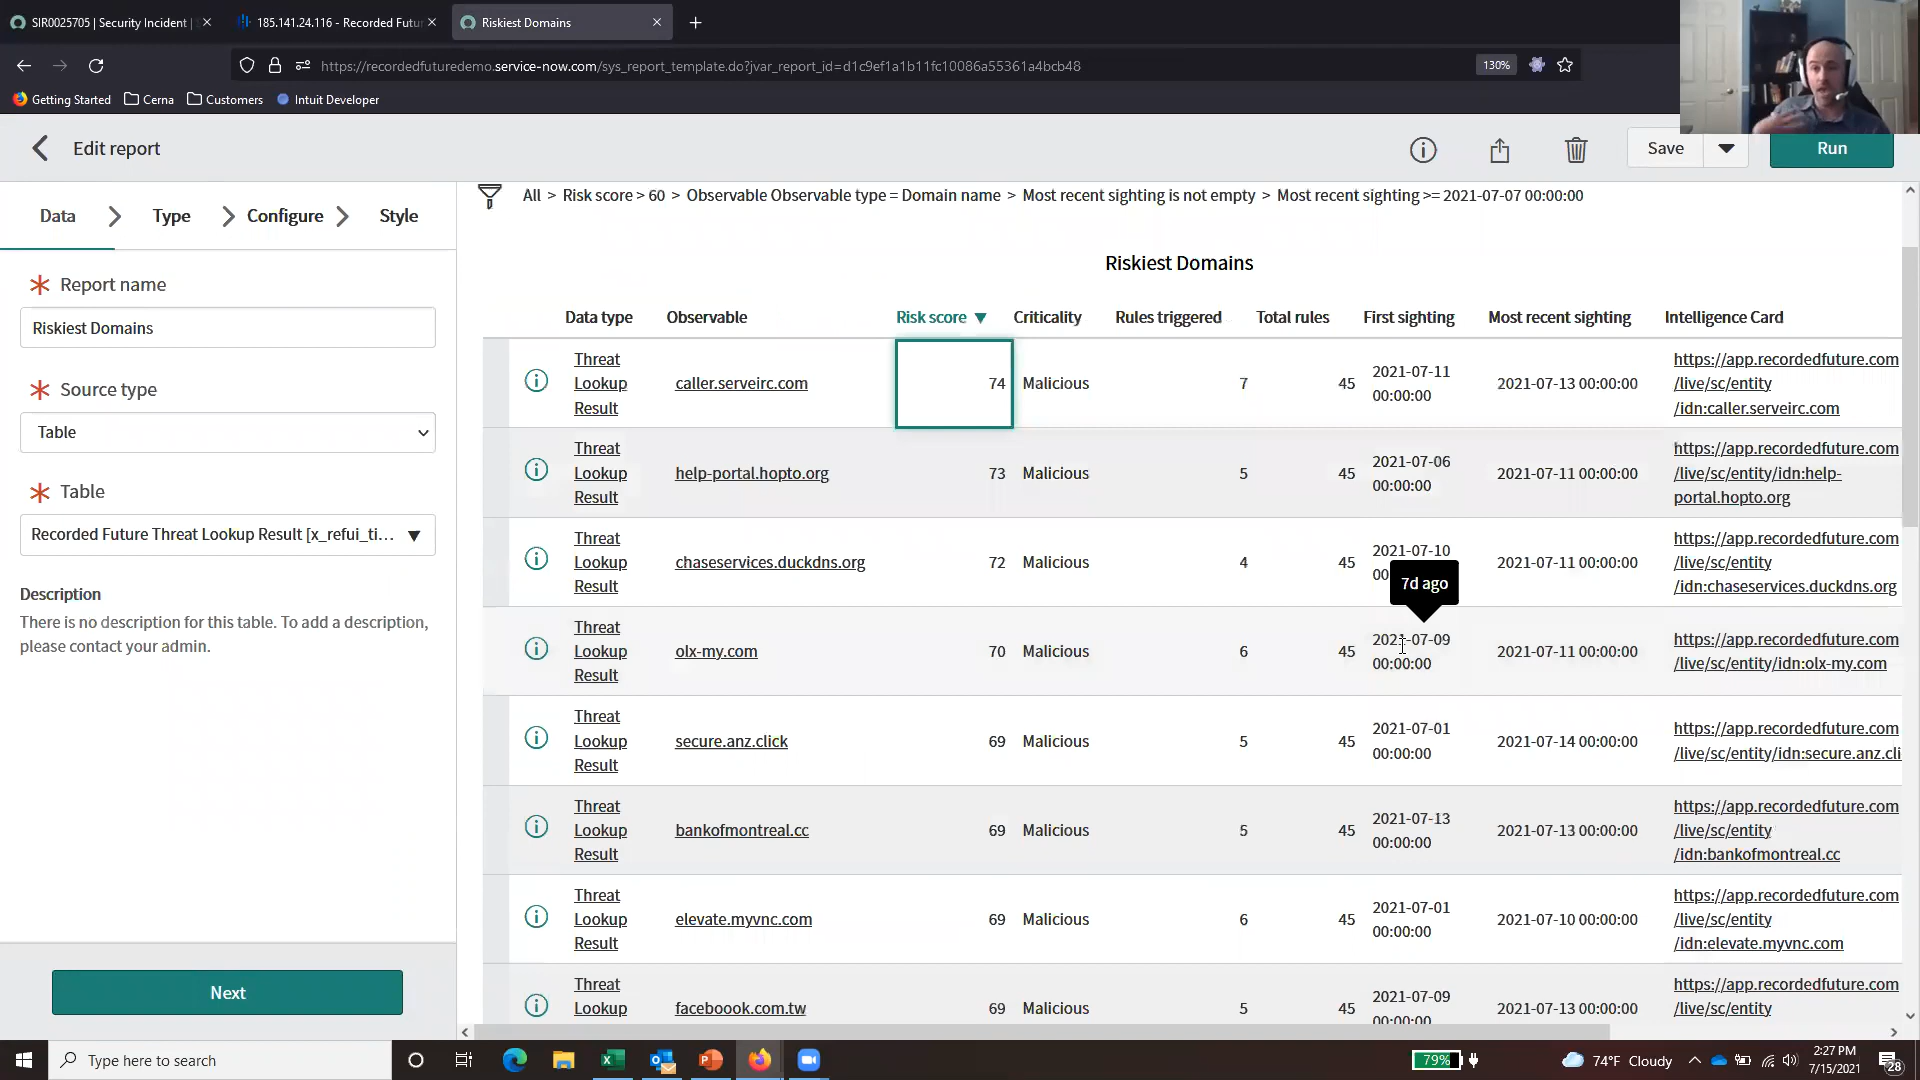 SIR0025705 | Security Incident |
185.141.24.116 - Recorded Futu
Riskiest Domains
https://recordedfuturedemo.service-now.com/sys_report_template.do?jvar_report_id=d1c9ef1a1b11fc10086a55361a4bcb48
130%
Getting Started
Cerna
Customers
Intuit Developer
Edit report
Save
Run
Data
Type
Configure
Style
Report name
Riskiest Domains
Source type
Table
Table
Recorded Future Threat Lookup Result [x_refui_ti...
Description
There is no description for this table. To add a description,
please contact your admin.
Next
All > Risk score > 60 > Observable Observable type = Domain name > Most recent sighting is not empty > Most recent sighting >= 2021-07-07 00:00:00
Riskiest Domains
Data type Observable Risk score ▼ Criticality Rules triggered Total rules First sighting Most recent sighting Intelligence Card
Threat
Lookup
Result
caller.serveirc.com
74
Malicious
7
45
2021-07-11
00:00:00
2021-07-13 00:00:00
https://app.recordedfuture.com
/live/sc/entity
/idn:caller.serveirc.com
Threat
Lookup
Result
help-portal.hopto.org
73
Malicious
5
45
2021-07-06
00:00:00
2021-07-11 00:00:00
https://app.recordedfuture.com
/live/sc/entity/idn:help-
portal.hopto.org
Threat
Lookup
Result
chaseservices.duckdns.org
72
Malicious
4
45
2021-07-10
00
7d ago
2021-07-11 00:00:00
https://app.recordedfuture.com
/live/sc/entity
/idn:chaseservices.duckdns.org
Threat
Lookup
Result
olx-my.com
70
Malicious
6
45
2021-07-09
00:00:00
2021-07-11 00:00:00
https://app.recordedfuture.com
/live/sc/entity/idn:olx-my.com
Threat
Lookup
Result
secure.anz.click
69
Malicious
5
45
2021-07-01
00:00:00
2021-07-14 00:00:00
https://app.recordedfuture.com
/live/sc/entity/idn:secure.anz.cli
Threat
Lookup
Result
bankofmontreal.cc
69
Malicious
5
45
2021-07-13
00:00:00
2021-07-13 00:00:00
https://app.recordedfuture.com
/live/sc/entity
/idn:bankofmontreal.cc
Threat
Lookup
Result
elevate.myvnc.com
69
Malicious
6
45
2021-07-01
00:00:00
2021-07-10 00:00:00
https://app.recordedfuture.com
/live/sc/entity
/idn:elevate.myvnc.com
Threat
Lookup
faceboook.com.tw
69
Malicious
5
45
2021-07-09
00:00:00
2021-07-13 00:00:00
https://app.recordedfuture.com
/live/sc/entity
Type here to search
79%
74°F Cloudy
2:27 PM
7/15/2021
28